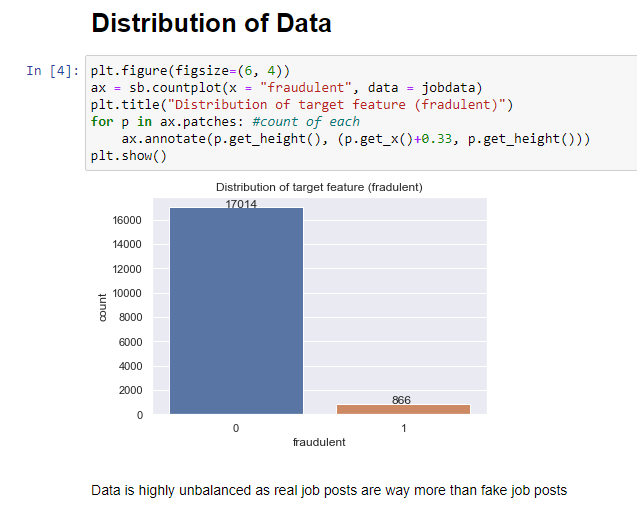 Distribution of Data
In [4]: plt.figure(figsize=(6, 4))
ax = sb.countplot(x = "fraudulent", data = jobdata)
plt.title("Distribution of target feature (fradulent)")
for p in ax.patches: #count of each
    ax.annotate(p.get_height(), (p.get_x()+0.33, p.get_height()))
plt.show()
Distribution of target feature (fradulent)
17014
16000
14000
12000
10000
8000
6000
4000
2000
0
count
866
0 1
fraudulent
Data is highly unbalanced as real job posts are way more than fake job posts